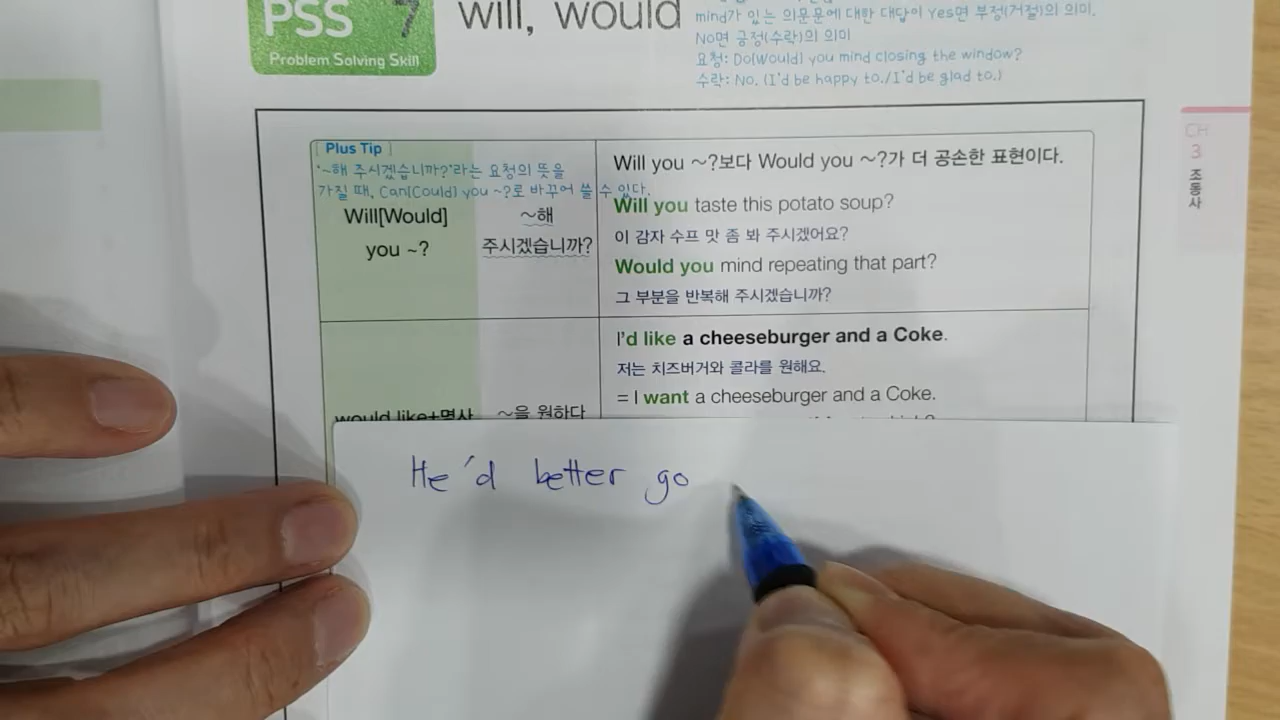 PSS 7 will, would
Problem Solving Skill
mind가 있는 의문문에 대한 대답이 Yes면 부정(거절)의 의미,
No면 긍정(수락)의 의미
요청: Do[Would] you mind closing the window?
수락: No. (I'd be happy to./I'd be glad to.)
Plus Tip
'~해 주시겠습니까?'라는 요청의 뜻을
가질 때, Can[Could] you ~?로 바꾸어 쓸 수 있다.
Will[Would]
you ~?
~해
주시겠습니까?
Will you ~?보다 Would you ~?가 더 공손한 표현이다.
Will you taste this potato soup?
이 감자 수프 맛 좀 봐 주시겠어요?
Would you mind repeating that part?
그 부분을 반복해 주시겠습니까?
would like+명사
~을 원하다
I'd like a cheeseburger and a Coke.
저는 치즈버거와 콜라를 원해요.
= I want a cheeseburger and a Coke.
He'd better go
CH
3
조동사